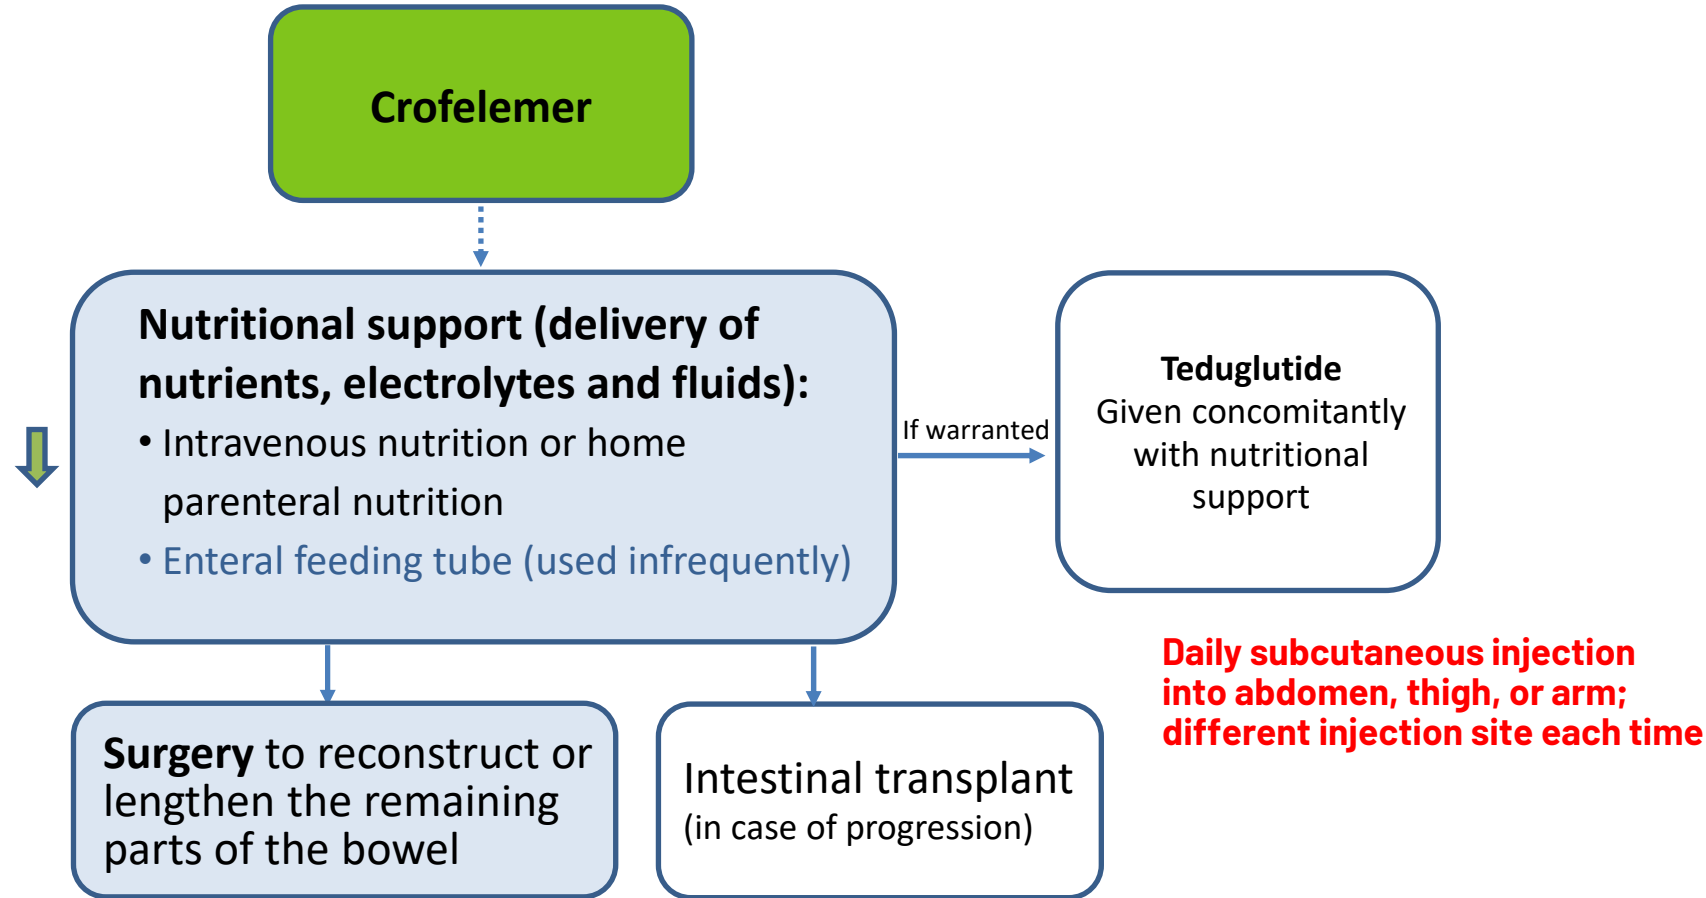 Crofelemer
Nutritional support (delivery of
nutrients, electrolytes and fluids):
• Intravenous nutrition or home
parenteral nutrition
• Enteral feeding tube (used infrequently)
If warranted
Teduglutide
Given concomitantly
with nutritional
support
Daily subcutaneous injection
into abdomen, thigh, or arm;
different injection site each time
Surgery to reconstruct or
lengthen the remaining
parts of the bowel
Intestinal transplant
(in case of progression)